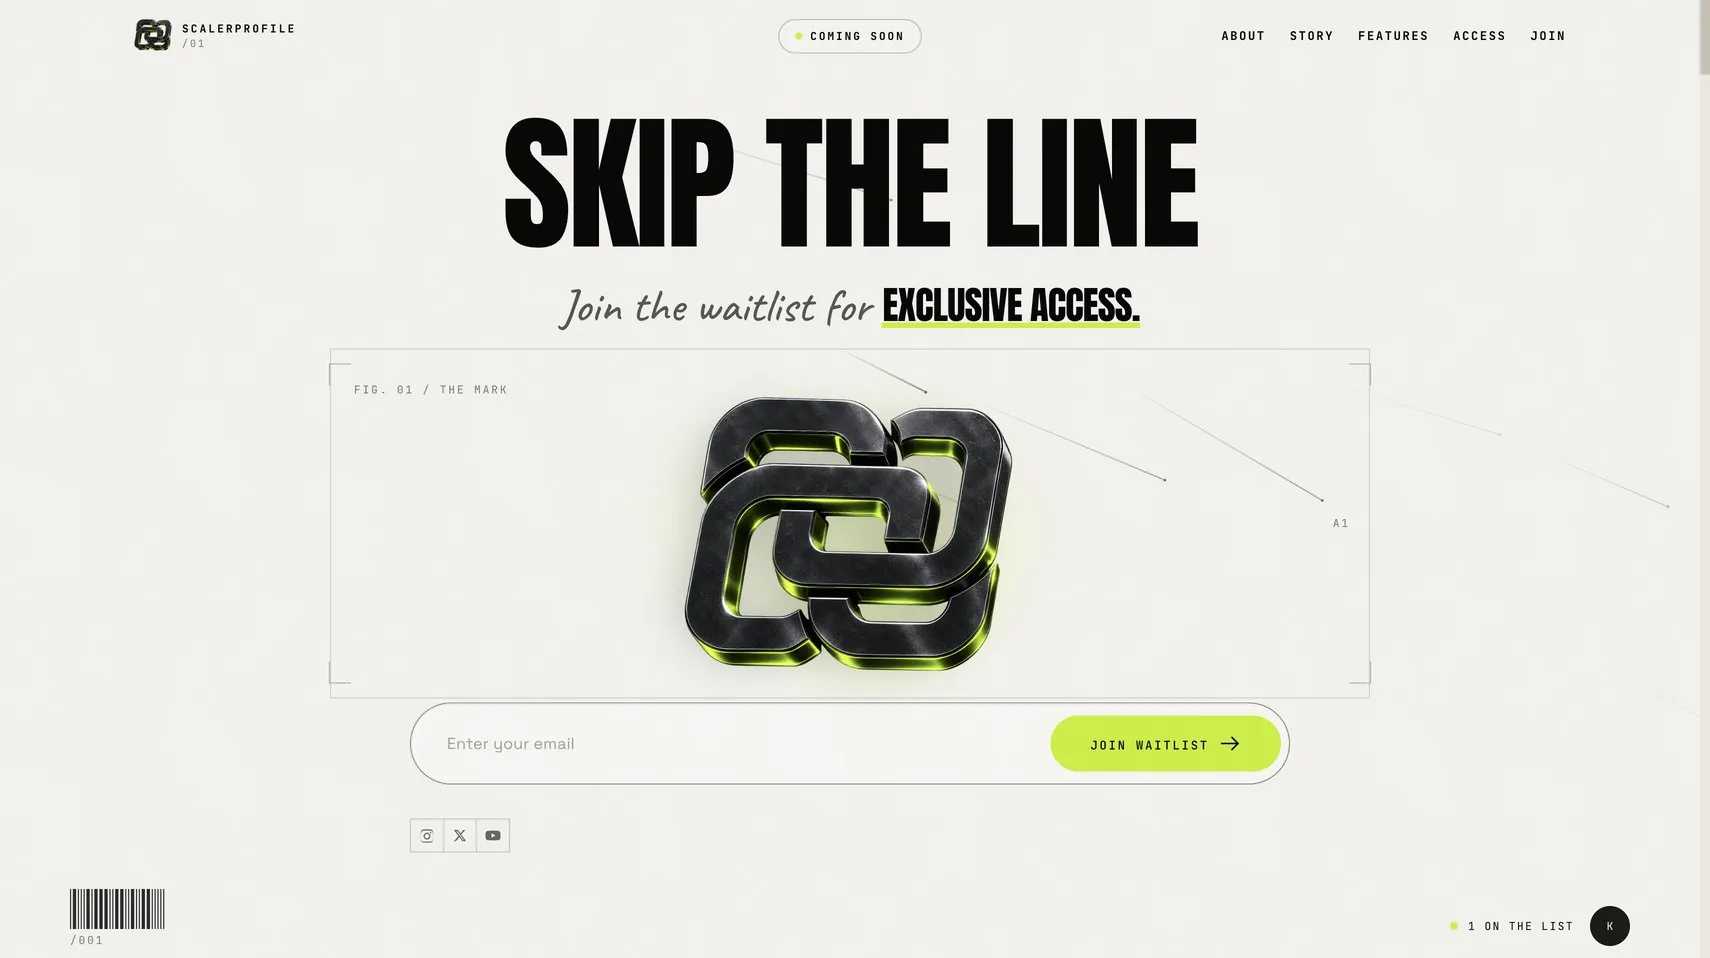 SCALERPROFILE
/01
COMING SOON
ABOUT STORY FEATURES ACCESS JOIN
SKIP THE LINE
Join the waitlist for EXCLUSIVE ACCESS.
FIG. 01 / THE MARK
A1
Enter your email
JOIN WAITLIST →
/001
1 ON THE LIST
K